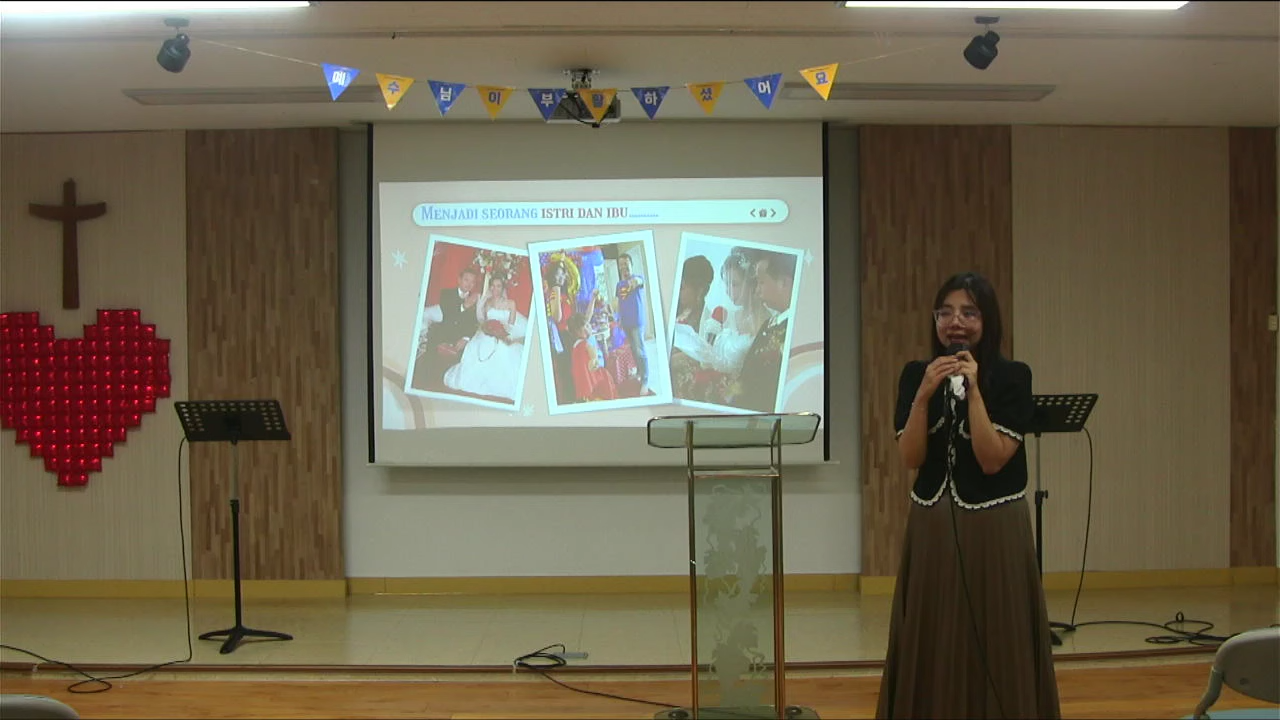 예수님이부활하셨어요
MENJADI SEORANG ISTRI DAN IBU..........